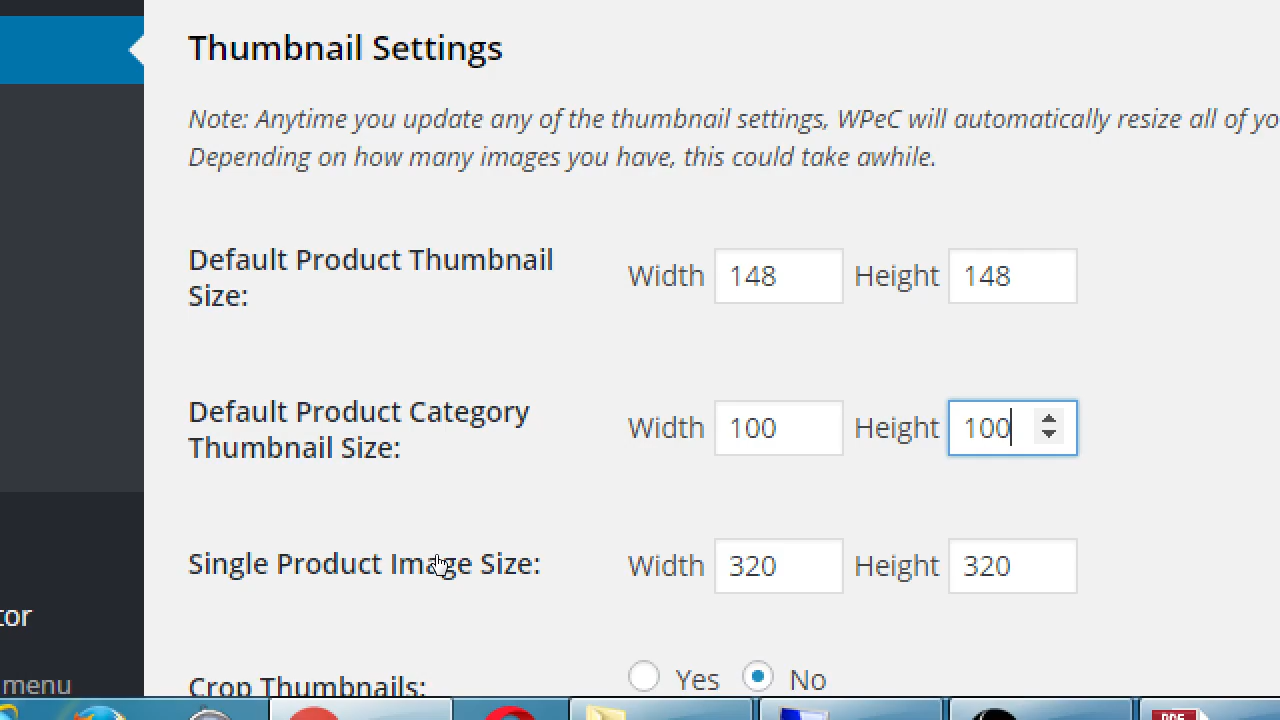 Thumbnail Settings
Note: Anytime you update any of the thumbnail settings, WPeC will automatically resize all of
Depending on how many images you have, this could take awhile.
Default Product Thumbnail
Size:
Width 148 Height 148
Default Product Category
Thumbnail Size:
Width 100 Height 100
Single Product Image Size:
Width 320 Height 320
Crop Thumbnails:
Yes No
tor
menu
PDF